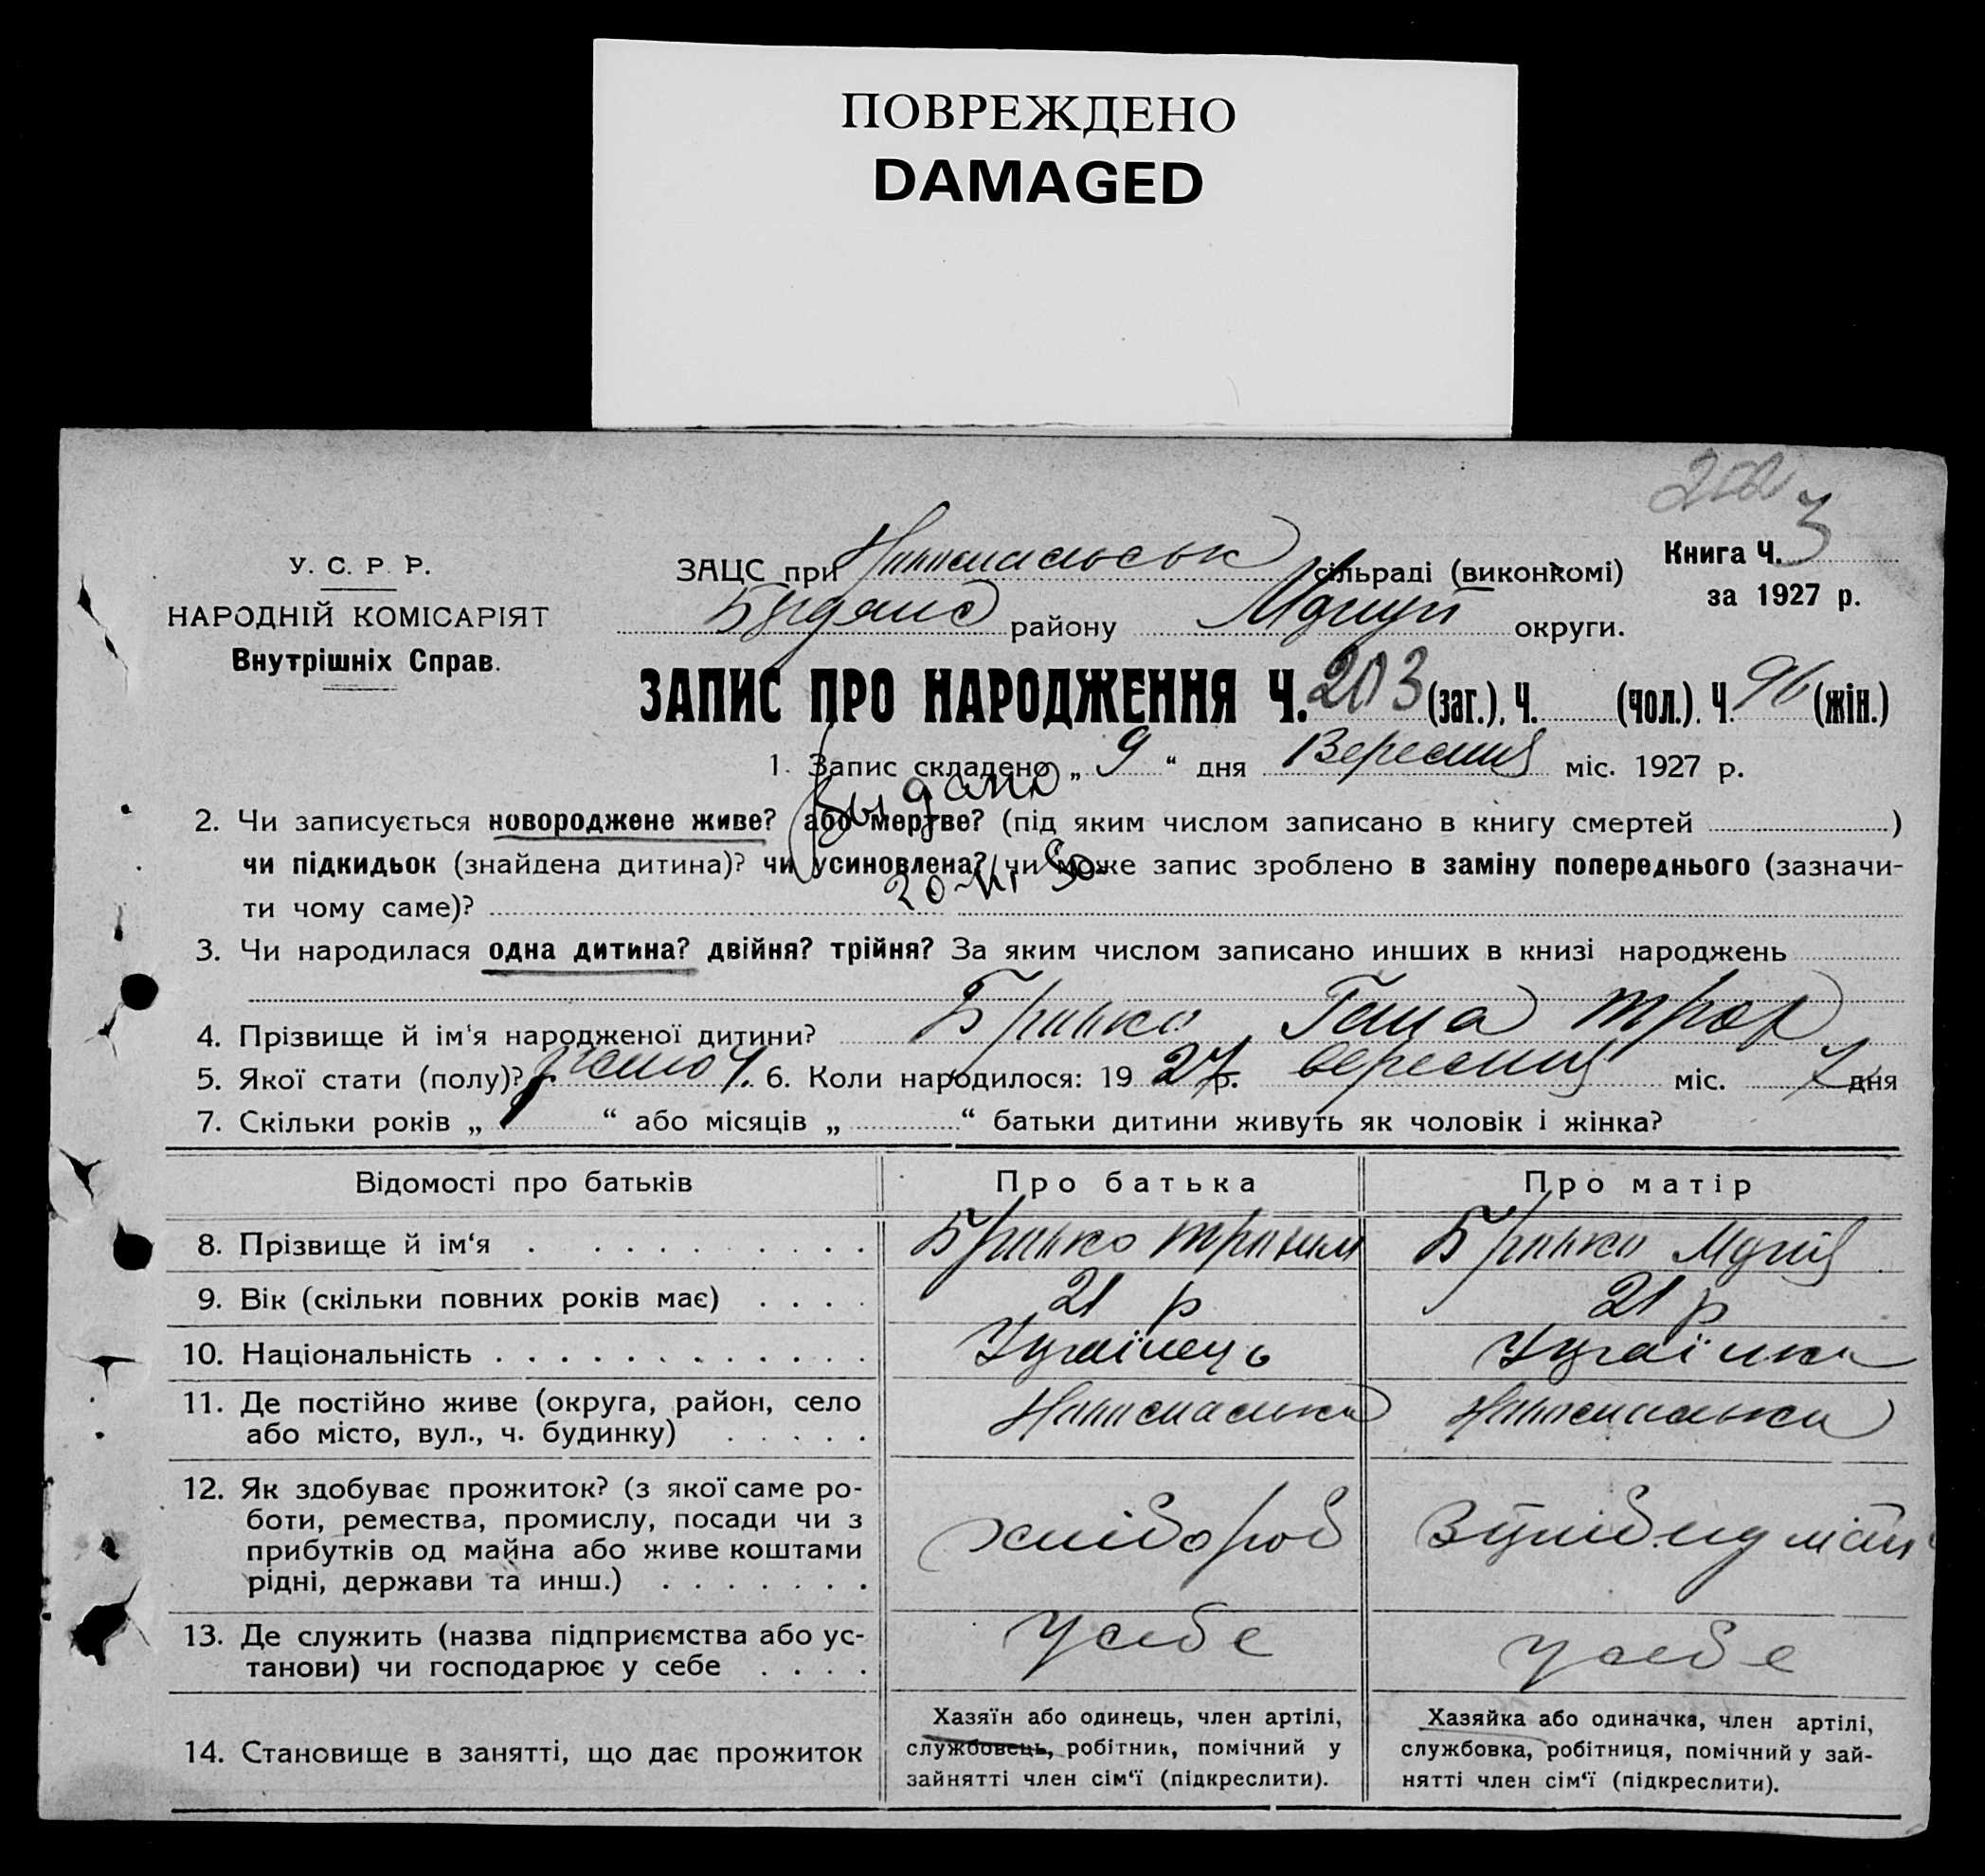 ПОВРЕЖДЕНО
DAMAGED
202
У. С. Р. Р.
НАРОДНІЙ КОМІСАРІЯТ
Внутрішніх Справ.
ЗАЦС при сільраді (виконкомі)
району округи.
Книга Ч. 3
за 1927 р.
ЗАПИС ПРО НАРОДЖЕННЯ Ч. 203 (заг.), Ч. (чол.). Ч. 96 (жін.)
1. Запис складено „ 9 “ дня Вересня міс. 1927 р.
Выдано
2. Чи записується новороджене живе? або мертве? (під яким числом записано в книгу смертей )
чи підкидьок (знайдена дитина)? чи усиновлена? чи може запис зроблено в заміну попереднього (зазначи-
ти чому саме)?
3. Чи народилася одна дитина? двійня? трійня? За яким числом записано инших в книзі народжень
4. Прізвище й ім'я народженої дитини?
5. Якої стати (полу)? 6. Коли народилося: 19 27 р. вересня міс. 7 дня
7. Скільки років „ “ або місяців „ “ батьки дитини живуть як чоловік і жінка?
Відомості про батьків
Про батька
Про матір
8. Прізвище й ім‘я
9. Вік (скільки повних років має)
21 р
21 р
10. Національність
Українець
Українка
11. Де постійно живе (округа, район, село
або місто, вул., ч. будинку)
12. Як здобуває прожиток? (з якої саме ро-
боти, ремества, промислу, посади чи з
прибутків од майна або живе коштами
рідні, держави та инш.)
хлібороб
13. Де служить (назва підприємства або ус-
танови) чи господарює у себе
у себе
у себе
14. Становище в занятті, що дає прожиток
Хазяїн або одинець, член артілі,
службовець, робітник, помічний у
зайнятті член сім‘ї (підкреслити).
Хазяйка або одиначка, член артілі,
службовка, робітниця, помічний у зай-
нятті член сім‘ї (підкреслити).